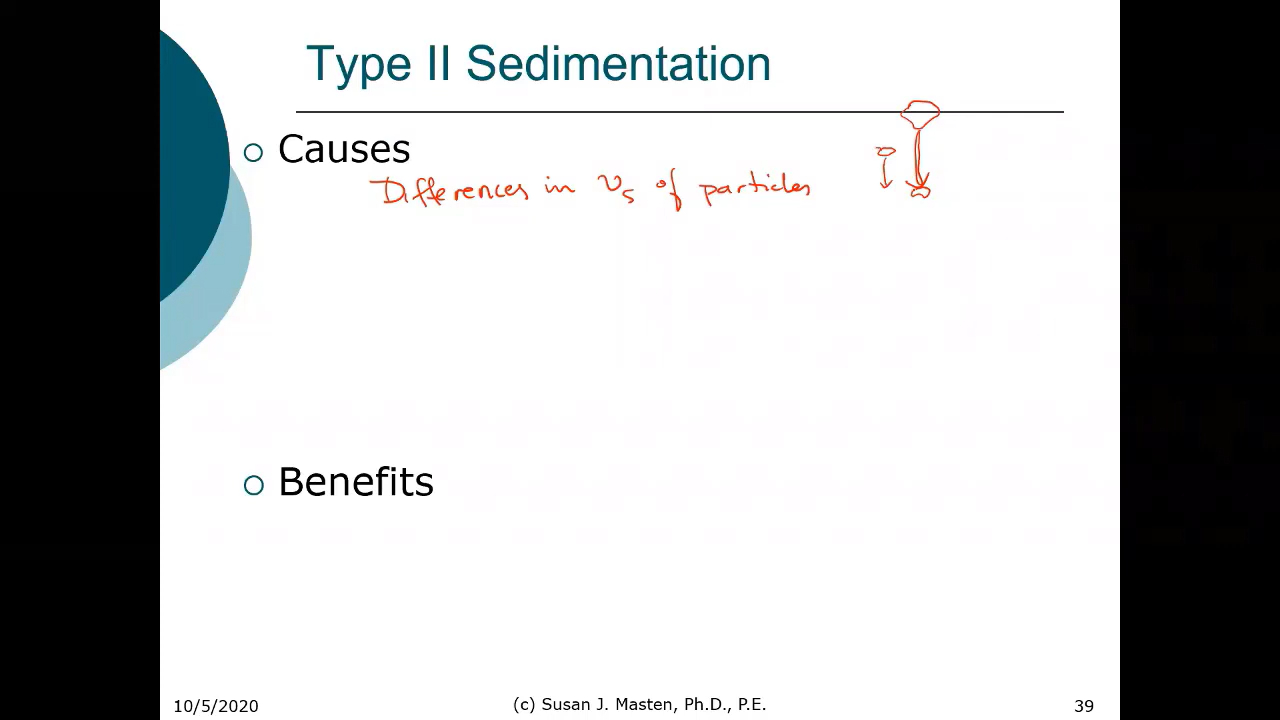 Type II Sedimentation
Causes
Differences in vs of particles
Benefits
10/5/2020
(c) Susan J. Masten, Ph.D., P.E.
39